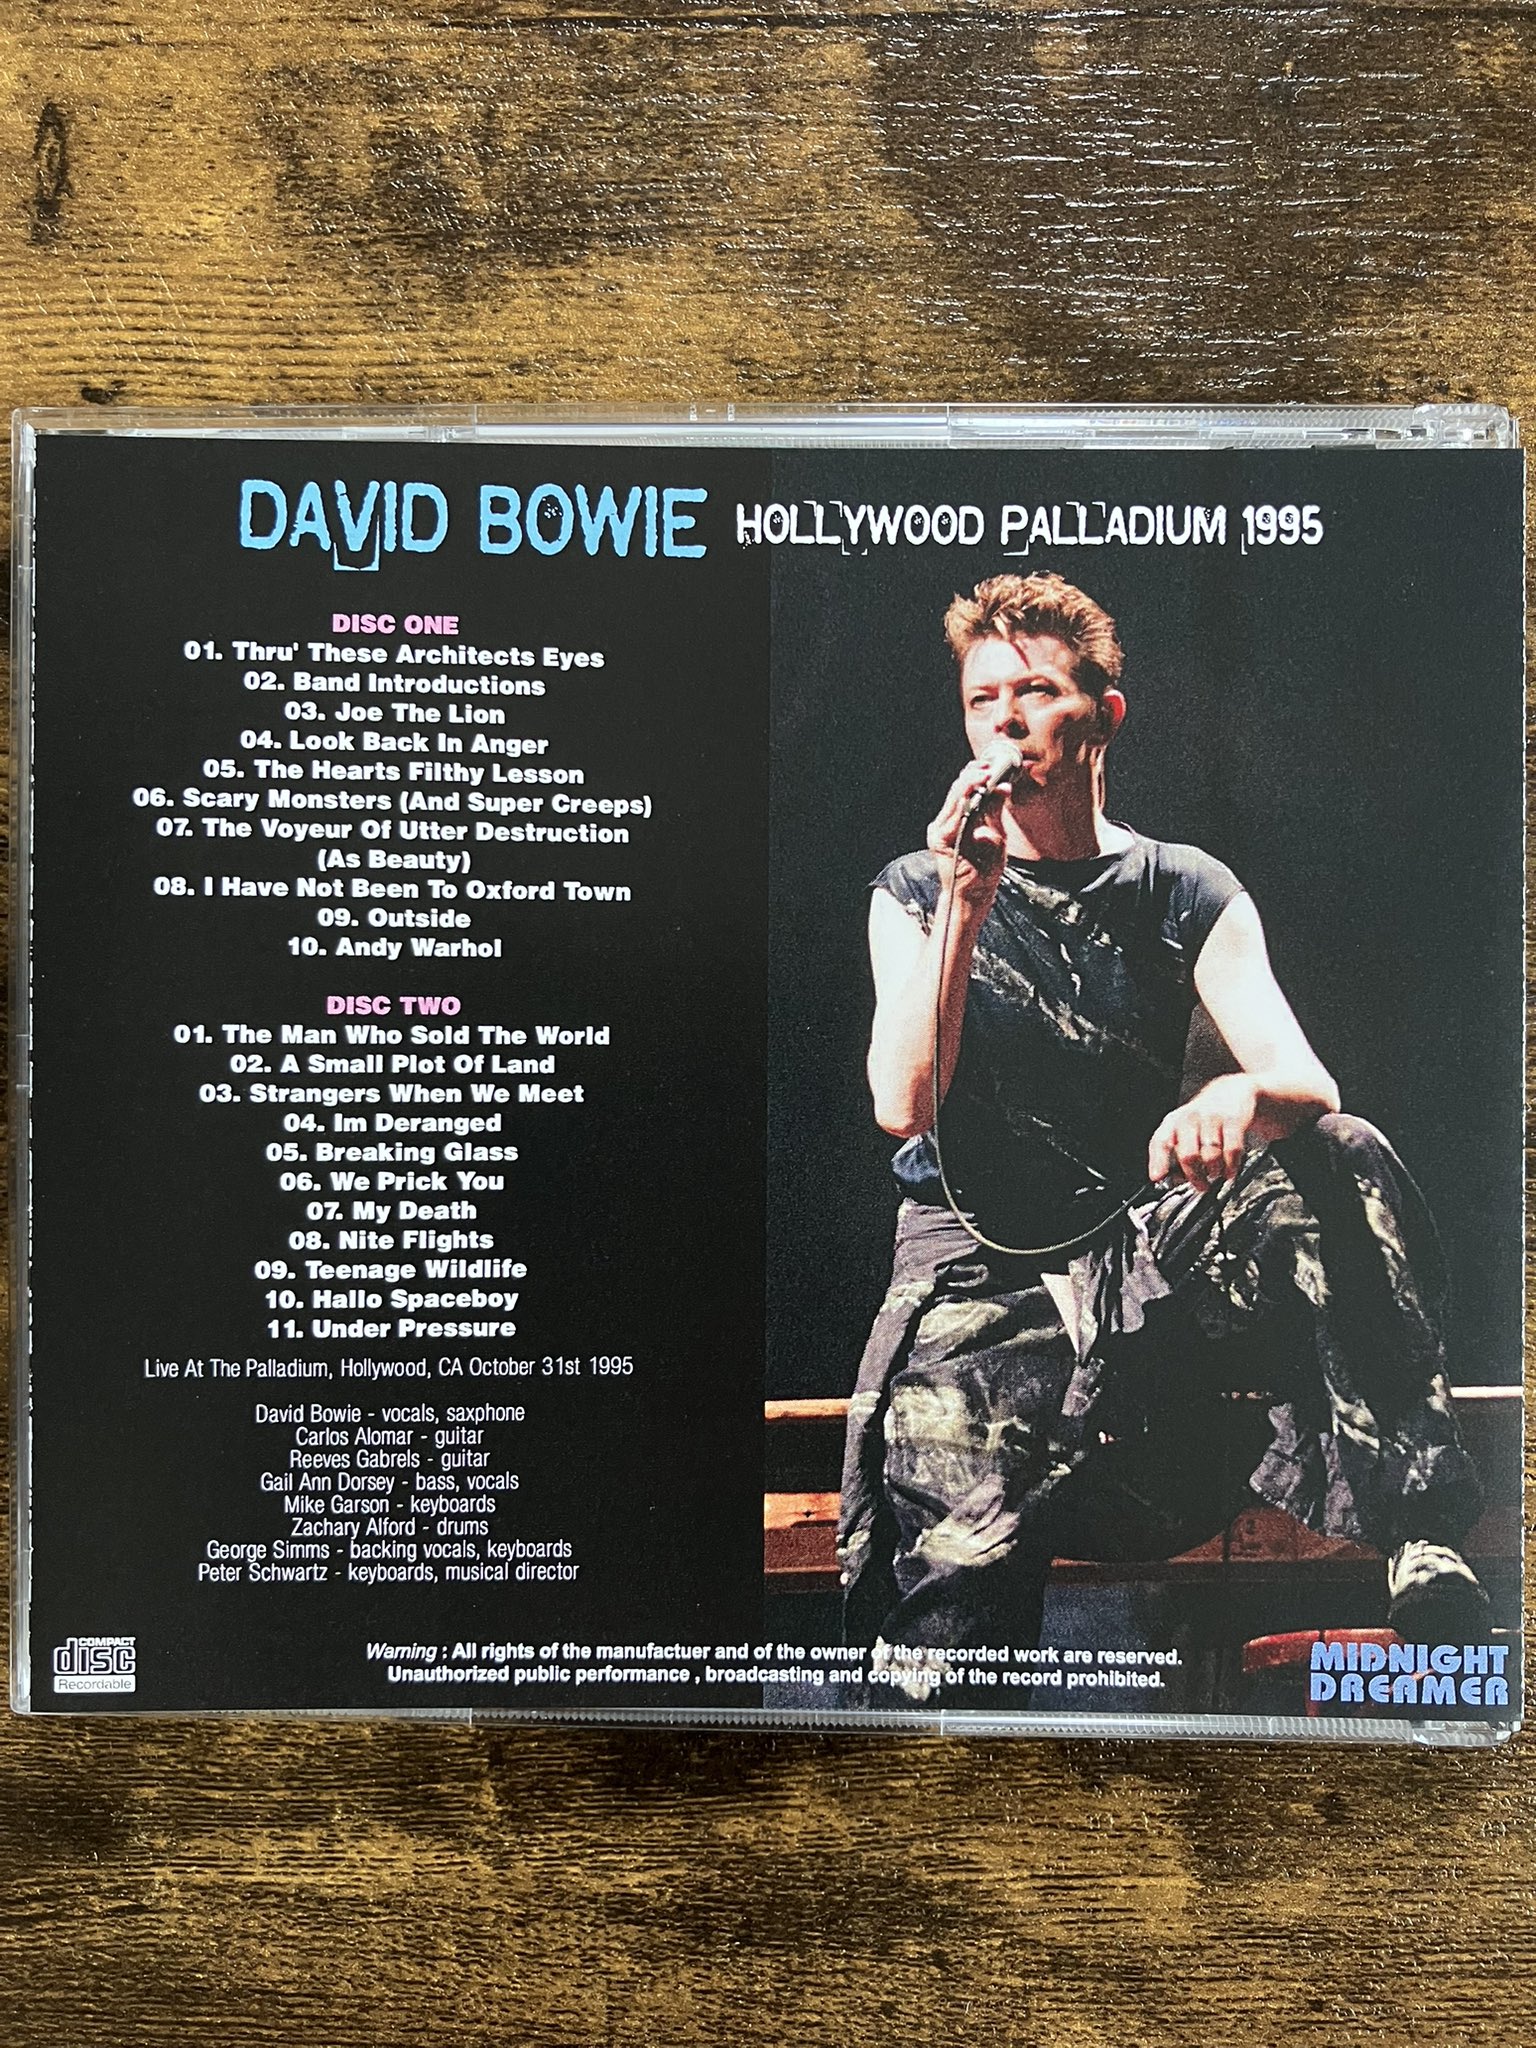 DAVID BOWIE HOLLYWOOD PALLADIUM 1995
DISC ONE
01. Thru' These Architects Eyes
02. Band Introductions
03. Joe The Lion
04. Look Back In Anger
05. The Hearts Filthy Lesson
06. Scary Monsters (And Super Creeps)
07. The Voyeur Of Utter Destruction
(As Beauty)
08. I Have Not Been To Oxford Town
09. Outside
10. Andy Warhol
DISC TWO
01. The Man Who Sold The World
02. A Small Plot Of Land
03. Strangers When We Meet
04. Im Deranged
05. Breaking Glass
06. We Prick You
07. My Death
08. Nite Flights
09. Teenage Wildlife
10. Hallo Spaceboy
11. Under Pressure
Live At The Palladium, Hollywood, CA October 31st 1995
David Bowie - vocals, saxphone
Carlos Alomar - guitar
Reeves Gabrels - guitar
Gail Ann Dorsey - bass, vocals
Mike Garson - keyboards
Zachary Alford - drums
George Simms - backing vocals, keyboards
Peter Schwartz - keyboards, musical director
COMPACT
disc
Recordable
Warning : All rights of the manufactuer and of the owner of the recorded work are reserved.
Unauthorized public performance , broadcasting and copying of the record prohibited.
MIDNIGHT
DREAMER